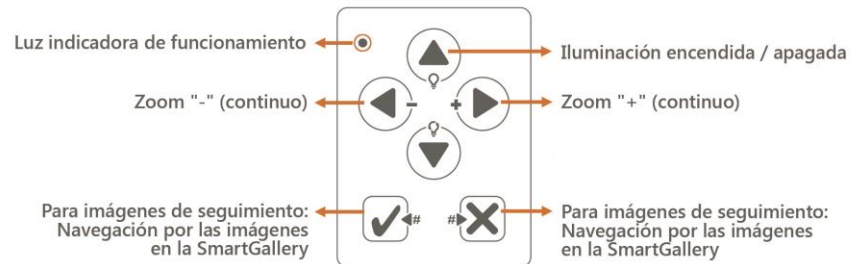 Luz indicadora de funcionamiento
Iluminación encendida / apagada
Zoom "-" (continuo)
- +
Zoom "+" (continuo)
Para imágenes de seguimiento:
Navegación por las imágenes
en la SmartGallery
# #
Para imágenes de seguimiento:
Navegación por las imágenes
en la SmartGallery